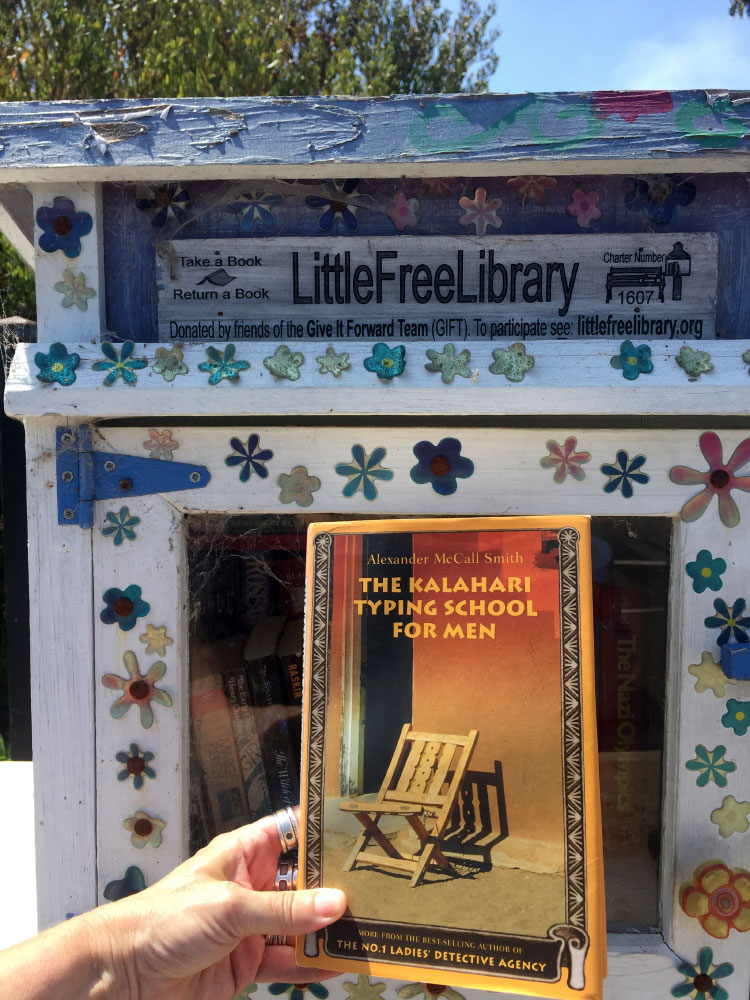 Take a Book
Return a Book
LittleFreeLibrary
Charter Number
1607
Donated by friends of the Give It Forward Team (GIFT). To participate see: littlefreelibrary.org
Alexander McCall Smith
THE KALAHARI
TYPING SCHOOL
FOR MEN
MORE FROM THE BEST-SELLING AUTHOR OF
THE NO.1 LADIES' DETECTIVE AGENCY
RASKIN
The Nazi Olympics